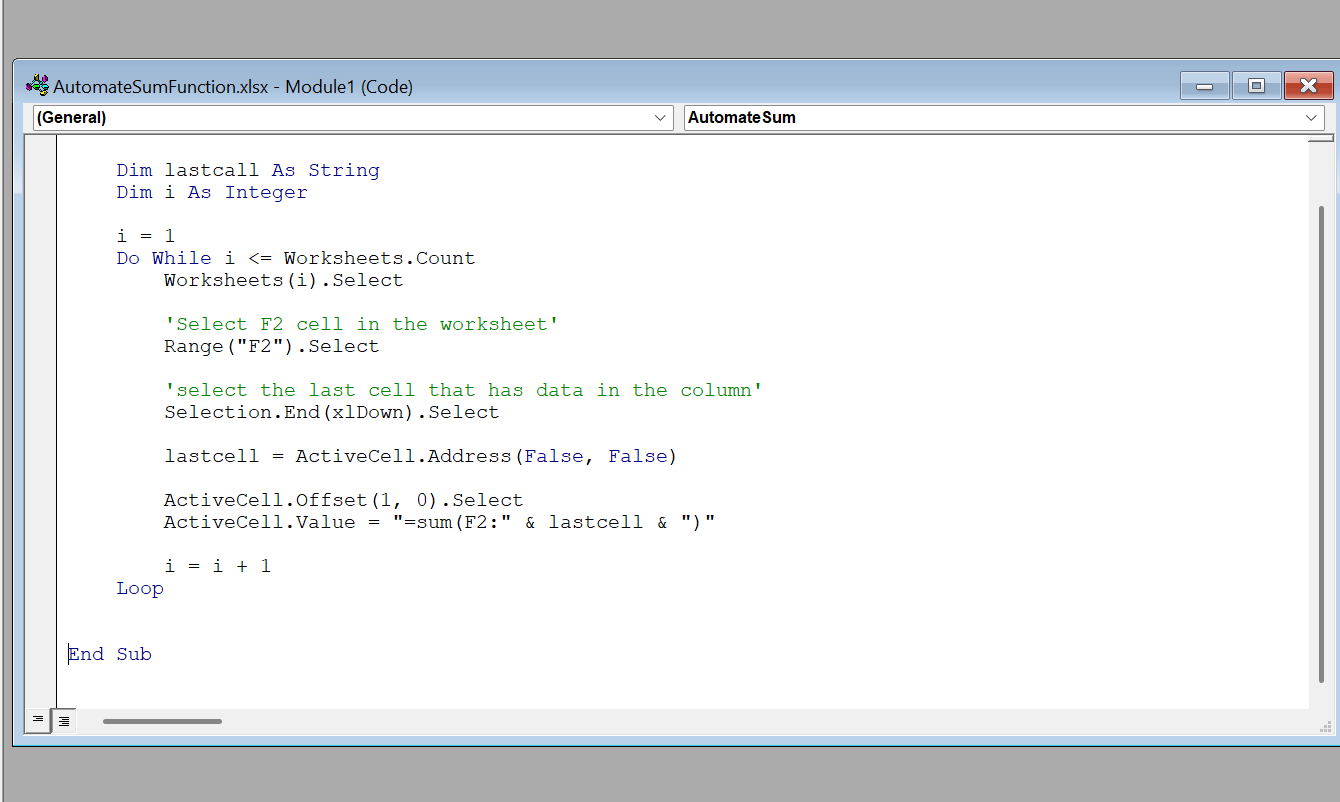 AutomateSumFunction.xlsx - Module1 (Code)
(General) AutomateSum
Dim lastcall As String
Dim i As Integer
i = 1
Do While i <= Worksheets.Count
Worksheets(i).Select
'Select F2 cell in the worksheet'
Range("F2").Select
'select the last cell that has data in the column'
Selection.End(xlDown).Select
lastcell = ActiveCell.Address(False, False)
ActiveCell.Offset(1, 0).Select
ActiveCell.Value = "=sum(F2:" & lastcell & ")"
i = i + 1
Loop
End Sub